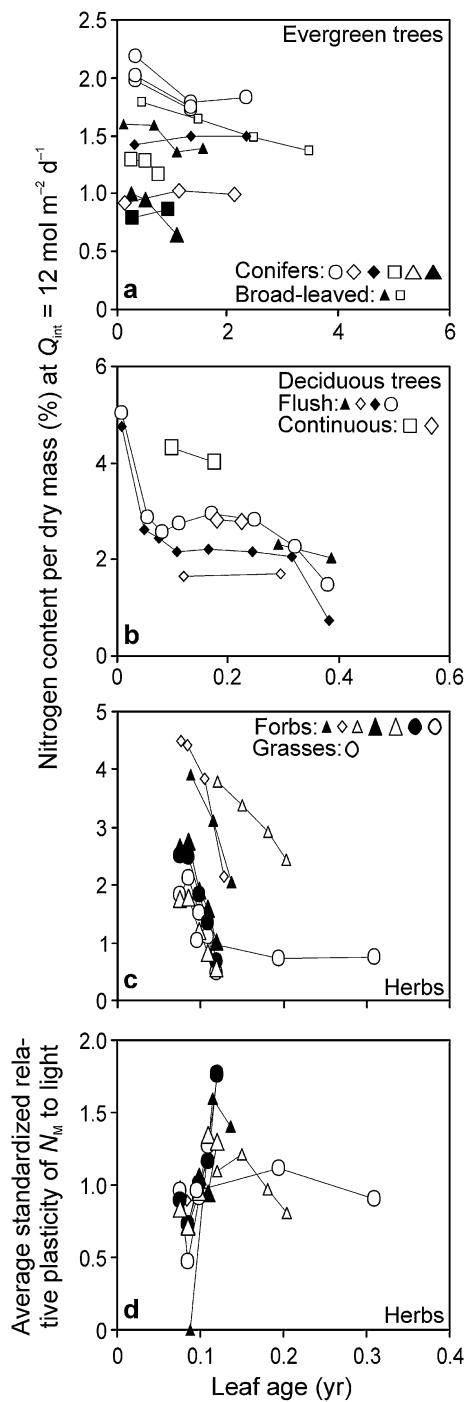 2.5
Evergreen trees
2.0
1.5
1.0
0.5
Conifers:
a
Broad-leaved:
0
0 2 4 6
Nitrogen content per dry mass (%) at Qint = 12 mol m–2 d–1
6
Deciduous trees
Flush:
Continuous:
4
2
b
0
0 0.2 0.4 0.6
5
Forbs:
Grasses:
4
3
2
1
c
0
Herbs
2.0
1.5
1.0
0.5
d
Herbs
0
0 0.1 0.2 0.3 0.4
Average standardized rela-
tive plasticity of NM to light
Leaf age (yr)